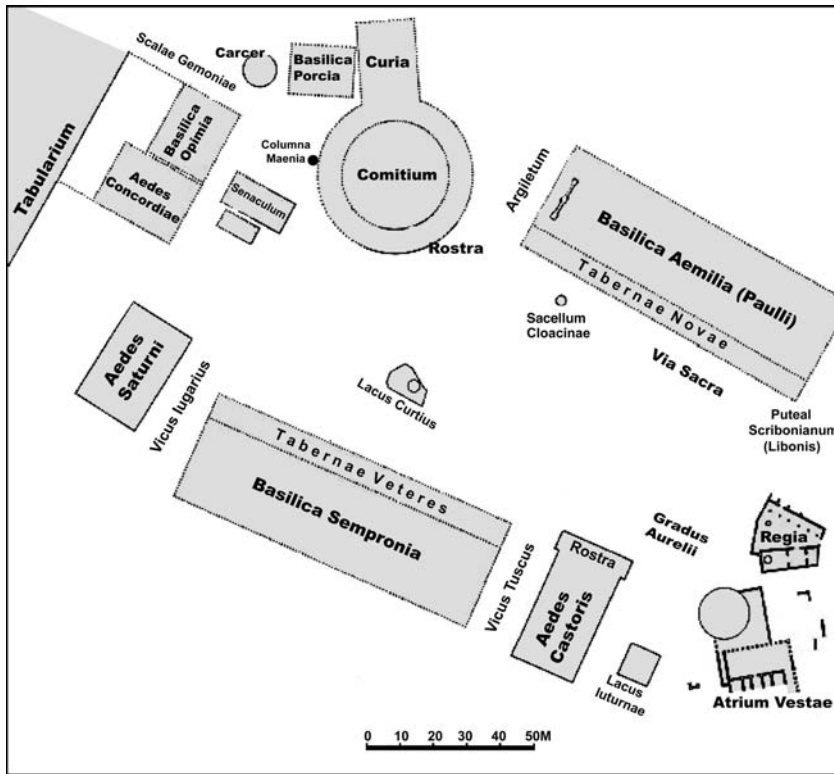 Scalae Gemoniae
Carcer
Basilica
Porcia
Curia
Tabularium
Basilica
Opimia
Aedes
Concordiae
Senaculum
Columna
Maenia
Comitium
Rostra
Argiletum
Basilica Aemilia (Paulli)
Tabernae Novae
Sacellum
Cloacinae
Via Sacra
Puteal
Scribonianum
(Libonis)
Aedes
Saturni
Vicus Iugarius
Lacus Curtius
Tabernae Veteres
Basilica Sempronia
Vicus Tuscus
Rostra
Aedes
Castoris
Gradus
Aurelii
Regia
Lacus
Iuturnae
Atrium Vestae
0 10 20 30 40 50M